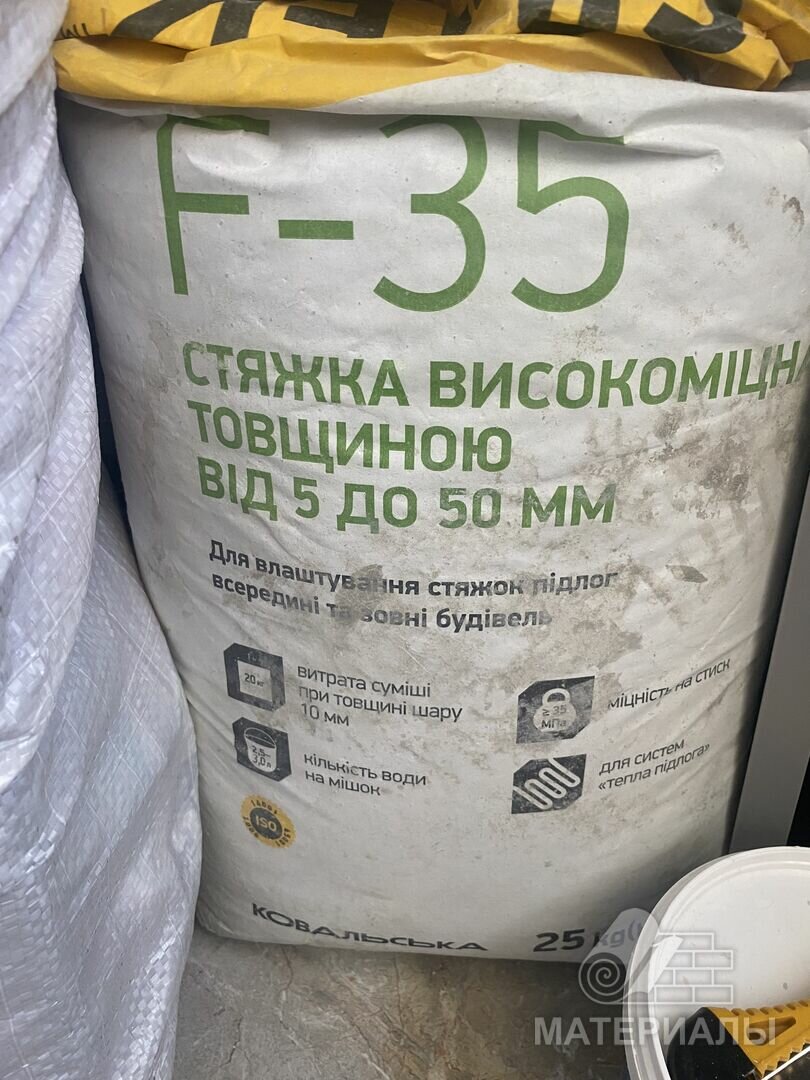 F-35
СТЯЖКА ВИСОКОМІЦН
ТОВЩИНОЮ
ВІД 5 ДО 50 ММ
Для влаштування стяжок підлог
всередині та зовні будівель
20 кг
витрата суміші
при товщині шару
10 мм
≥ 35
МПа
міцність на стиск
2,5-
3,0 л
кількість води
на мішок
для систем
«тепла підлога»
ISO
КОВАЛЬСЬКА
25 kg
МАТЕРИАЛЫ